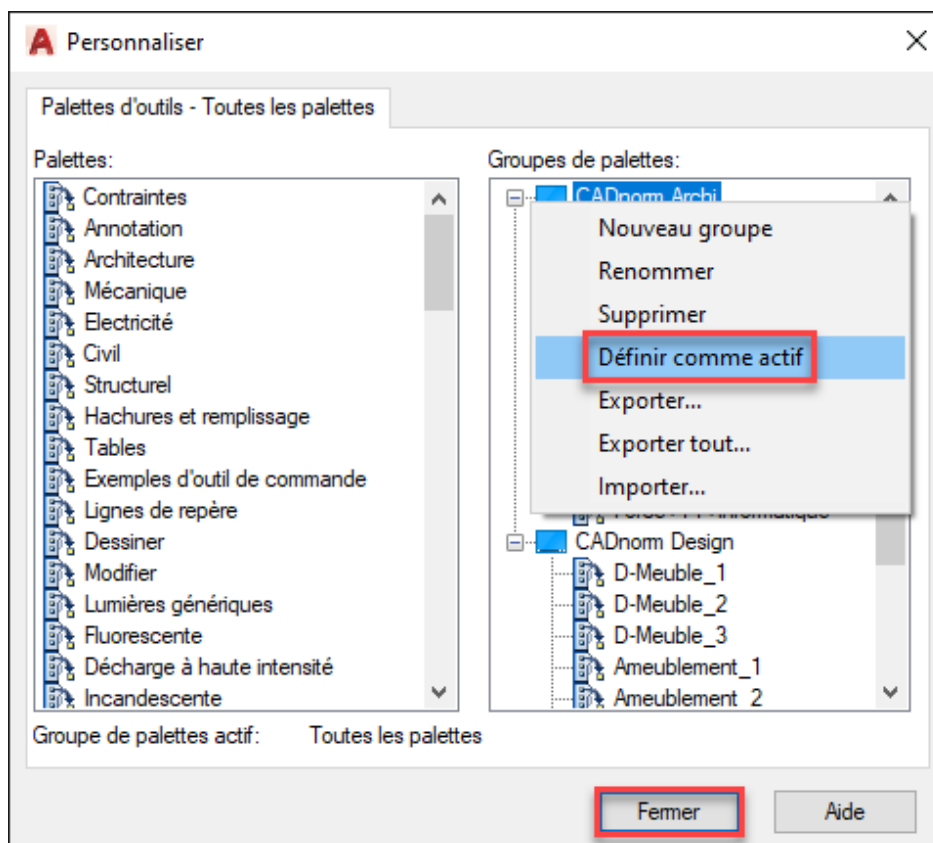 Personnaliser
Palettes d'outils - Toutes les palettes
Palettes:
Contraintes
Annotation
Architecture
Mécanique
Electricité
Civil
Structurel
Hachures et remplissage
Tables
Exemples d'outil de commande
Lignes de repère
Dessiner
Modifier
Lumières génériques
Fluorescente
Décharge à haute intensité
Incandescente
Groupes de palettes:
CADnorm Archi
Nouveau groupe
Renommer
Supprimer
Définir comme actif
Exporter...
Exporter tout...
Importer...
CADnorm Design
D-Meuble_1
D-Meuble_2
D-Meuble_3
Ameublement_1
Ameublement_2
Groupe de palettes actif: Toutes les palettes
Fermer
Aide